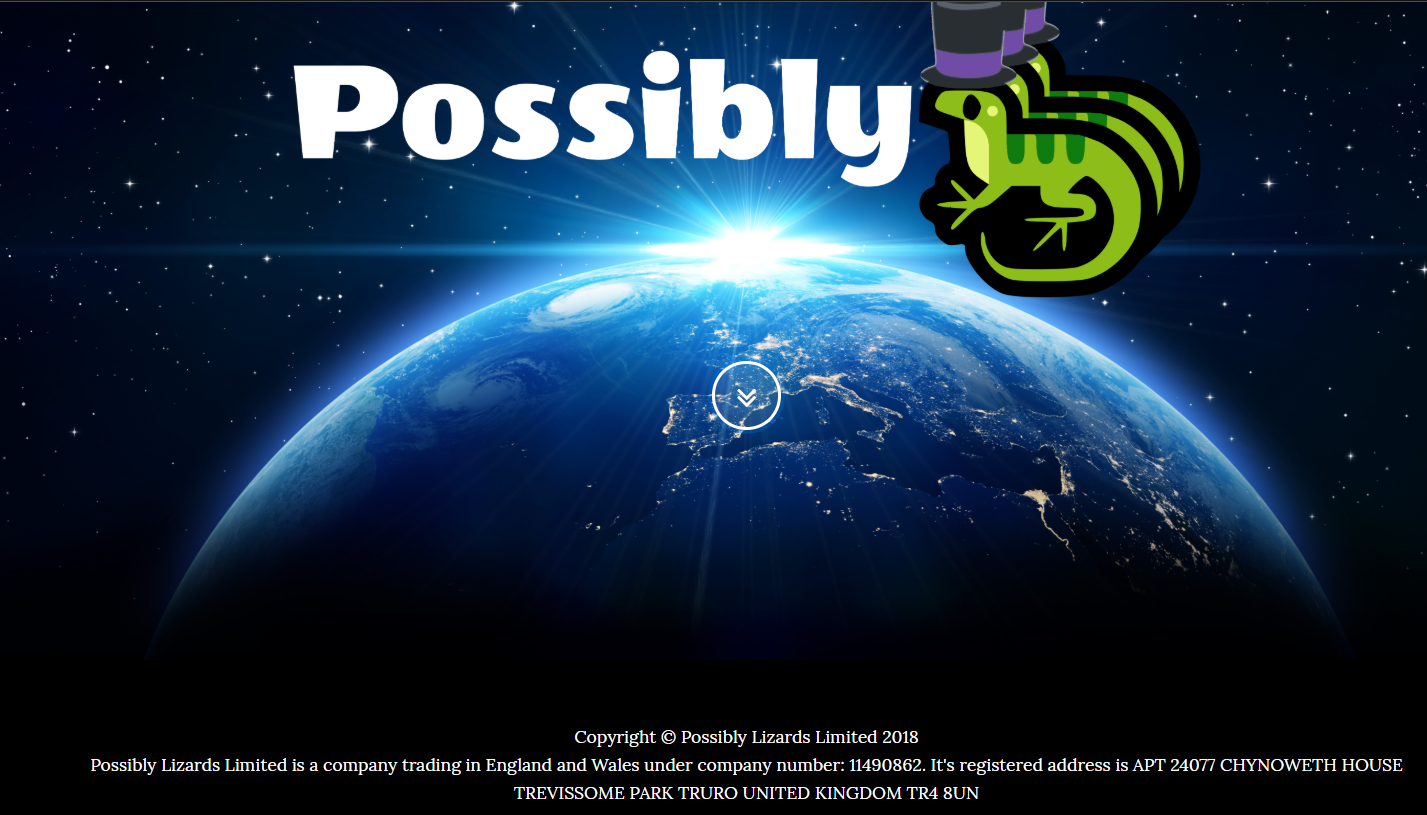 Possibly
Copyright © Possibly Lizards Limited 2018
Possibly Lizards Limited is a company trading in England and Wales under company number: 11490862. It's registered address is APT 24077 CHYNOWETH HOUSE
TREVISSOME PARK TRURO UNITED KINGDOM TR4 8UN